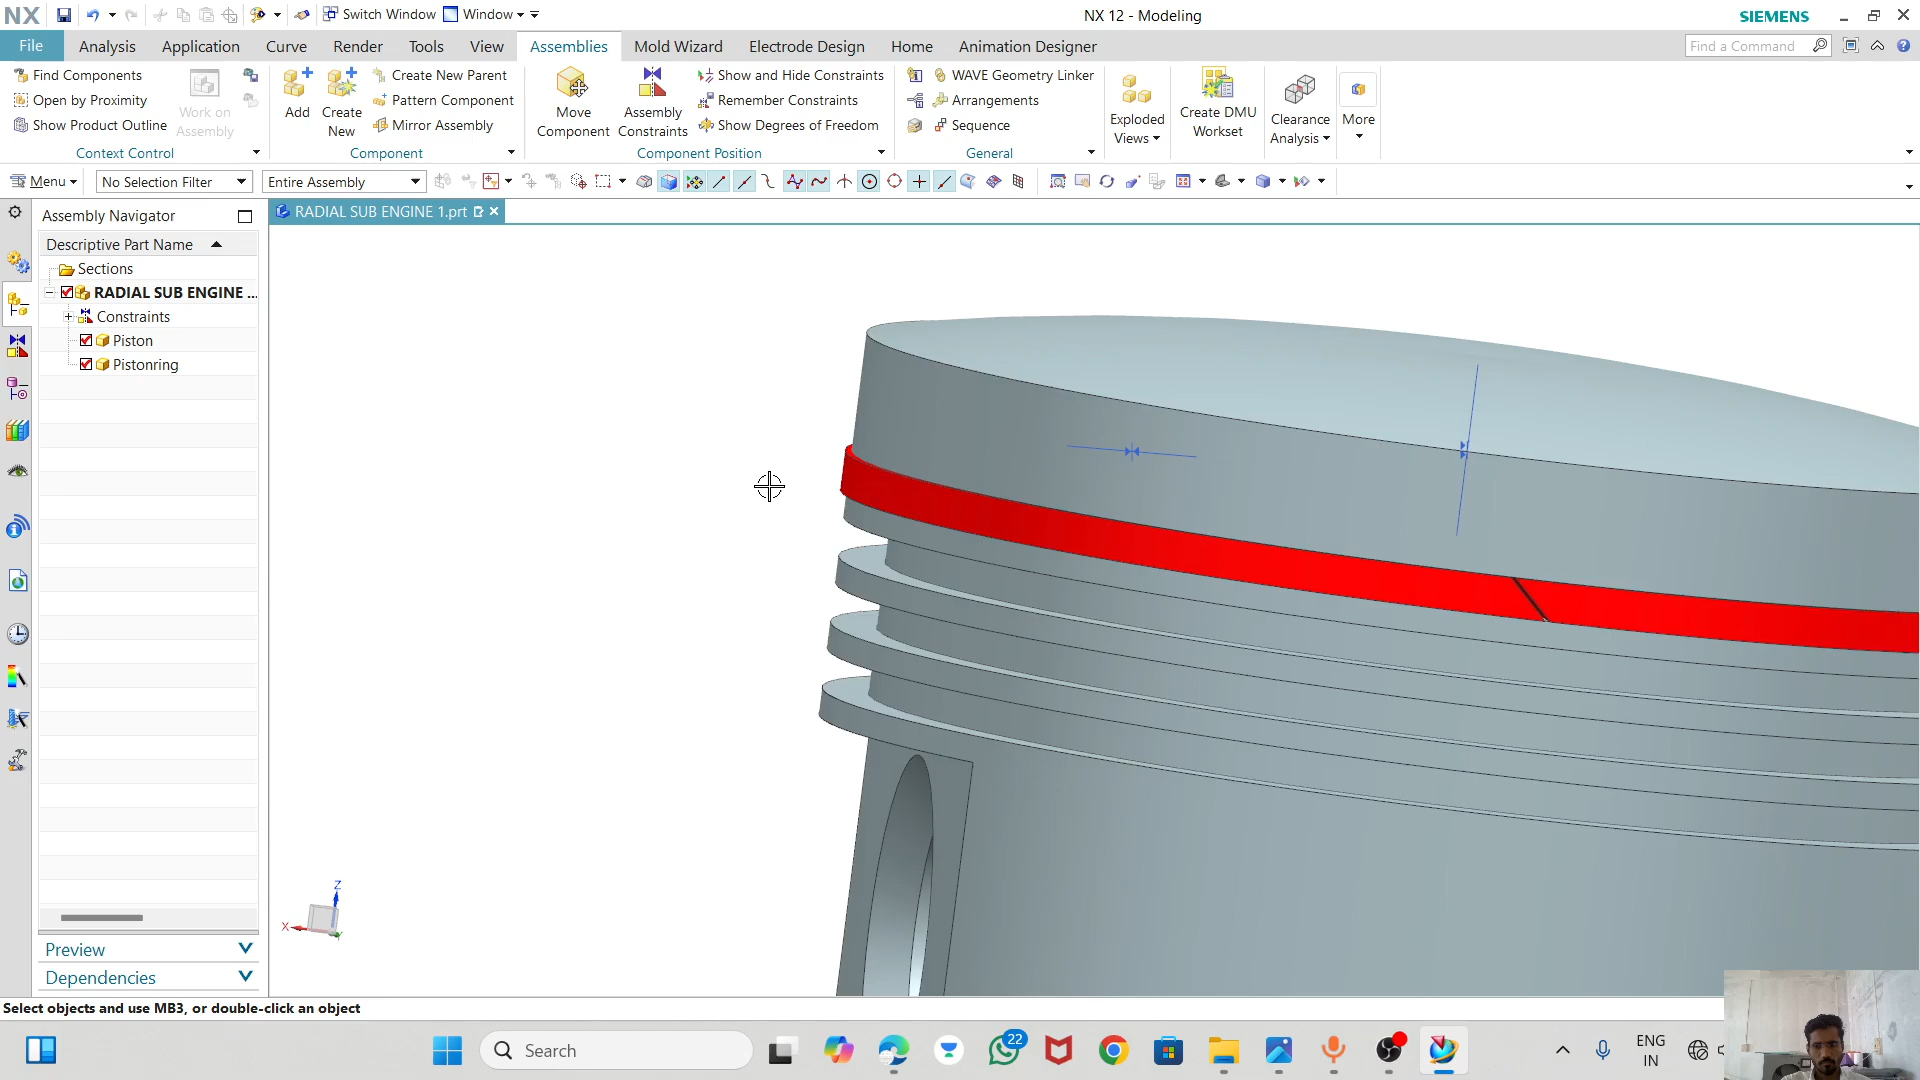 NX Switch Window Window NX 12 - Modeling SIEMENS
File Analysis Application Curve Render Tools View Assemblies Mold Wizard Electrode Design Home Animation Designer Find a Command
Find Components
Show Product Outline
Open by Proximity
Work on Assembly
Context Control
Add
Create New
Create New Parent
Pattern Component
Mirror Assembly
Component
Move Component
Assembly Constraints
Show and Hide Constraints
Remember Constraints
Show Degrees of Freedom
Component Position
WAVE Geometry Linker
Arrangements
Sequence
General
Exploded Views
Create DMU Workset
Clearance Analysis
More
Menu No Selection Filter Entire Assembly
Assembly Navigator
RADIAL SUB ENGINE 1.prt
Descriptive Part Name
Sections
RADIAL SUB ENGINE ...
Constraints
Piston
Pistonring
Z
X
Preview
Dependencies
Select objects and use MB3, or double-click an object
Search
22
ENG
IN